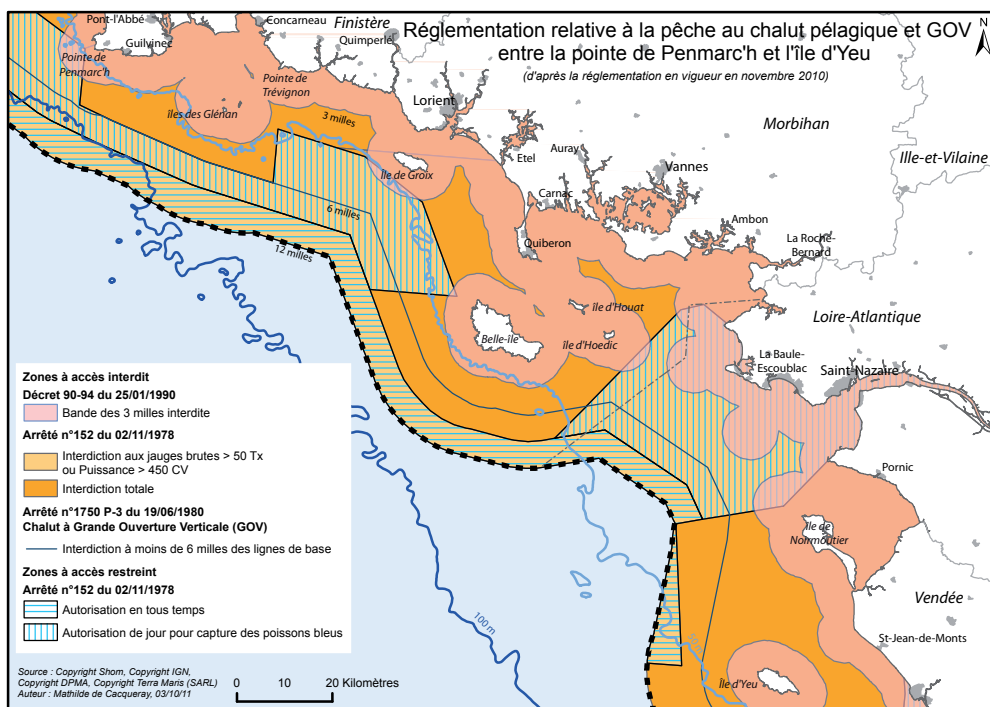 Réglementation relative à la pêche au chalut pélagique et GOV
entre la pointe de Penmarc'h et l'île d'Yeu
(d'après la réglementation en vigueur en novembre 2010)
N
Pont-l'Abbé
Concarneau
Finistère
Quimperlé
Guilvinec
Pointe de
Penmarc'h
Pointe de
Trévignon
Lorient
îles des Glénan
3 milles
Morbihan
Ille-et-Vilaine
Etel
Auray
Vannes
Île de Groix
Carnac
6 milles
Ambon
La Roche-
Bernard
Quiberon
12 milles
île d'Houat
Loire-Atlantique
Belle-île
île d'Hoedic
La Baule-
Escoublac
Saint-Nazaire
Pornic
Île de
Noirmoutier
Vendée
100 m
50 m
St-Jean-de-Monts
Île d'Yeu
Zones à accès interdit
Décret 90-94 du 25/01/1990
Bande des 3 milles interdite
Arrêté n°152 du 02/11/1978
Interdiction aux jauges brutes > 50 Tx
ou Puissance > 450 CV
Interdiction totale
Arrêté n°1750 P-3 du 19/06/1980
Chalut à Grande Ouverture Verticale (GOV)
Interdiction à moins de 6 milles des lignes de base
Zones à accès restreint
Arrêté n°152 du 02/11/1978
Autorisation en tous temps
Autorisation de jour pour capture des poissons bleus
Source : Copyright Shom, Copyright IGN,
Copyright DPMA, Copyright Terra Maris (SARL)
Auteur : Mathilde de Cacqueray, 03/10/11
0 10 20 Kilomètres